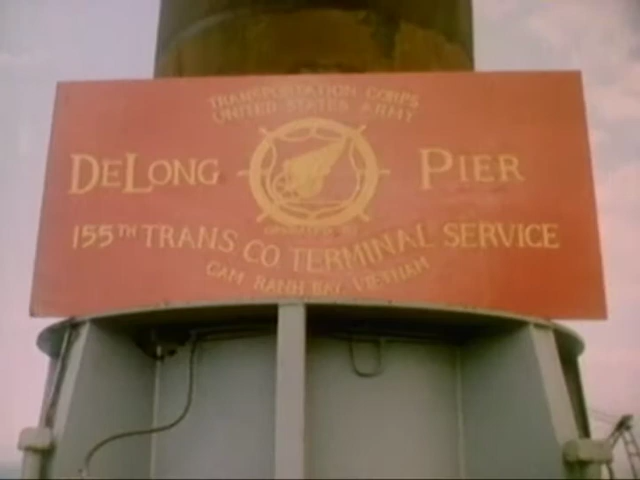 TRANSPORTATION CORPS
UNITED STATES ARMY
DELONG PIER
155TH TRANS CO TERMINAL SERVICE
CAM RANH BAY, VIETNAM